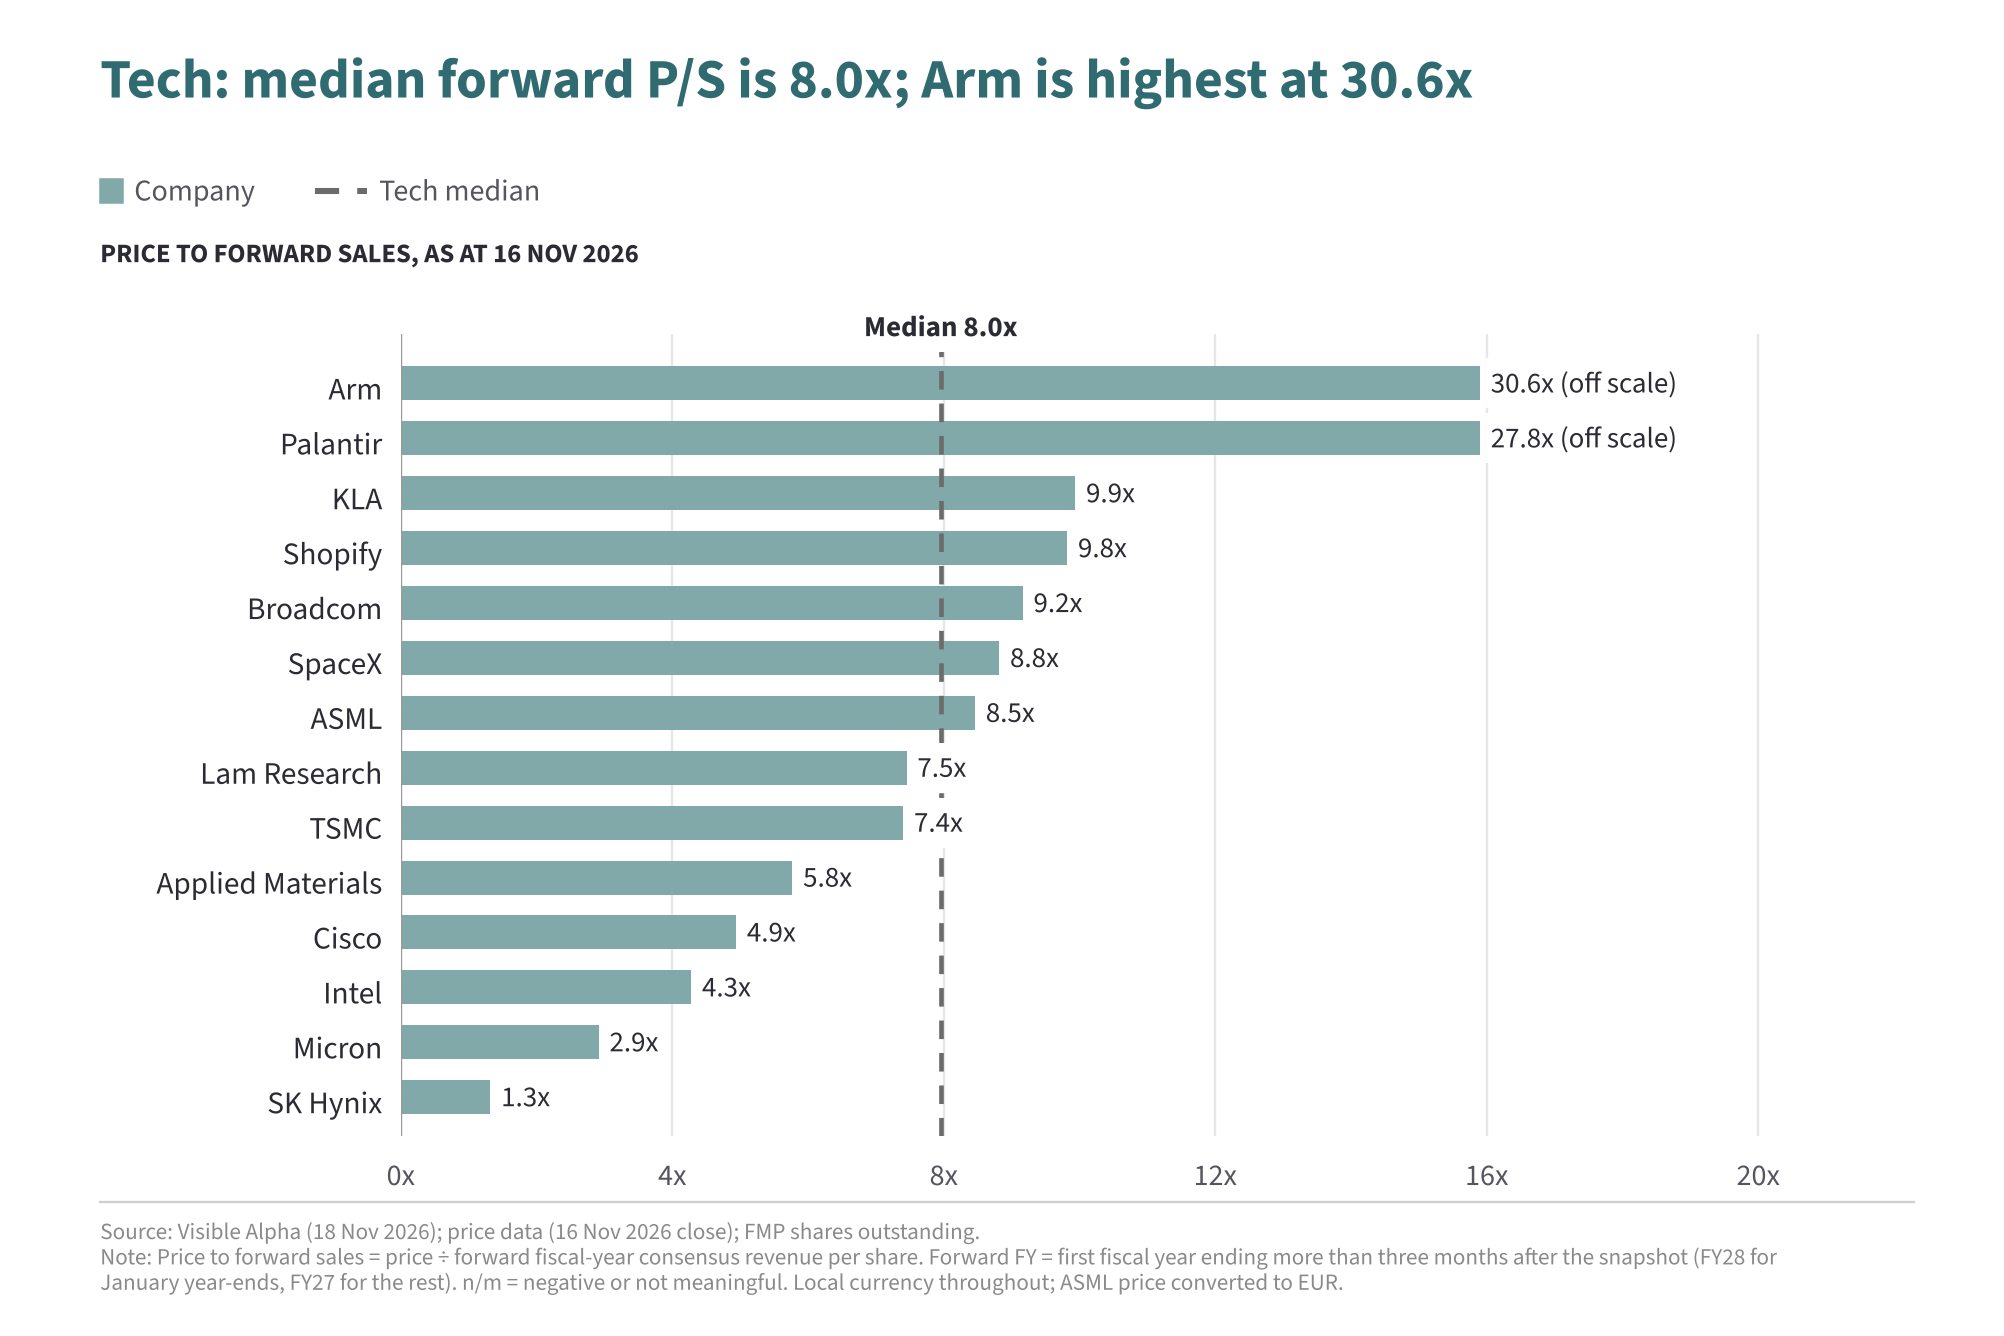 Tech: median forward P/S is 8.0x; Arm is highest at 30.6x
Company
Tech median
PRICE TO FORWARD SALES, AS AT 16 NOV 2026
Median 8.0x
Arm 30.6x (off scale)
Palantir 27.8x (off scale)
KLA 9.9x
Shopify 9.8x
Broadcom 9.2x
SpaceX 8.8x
ASML 8.5x
Lam Research 7.5x
TSMC 7.4x
Applied Materials 5.8x
Cisco 4.9x
Intel 4.3x
Micron 2.9x
SK Hynix 1.3x
0x 4x 8x 12x 16x 20x
Source: Visible Alpha (18 Nov 2026); price data (16 Nov 2026 close); FMP shares outstanding.
Note: Price to forward sales = price ÷ forward fiscal-year consensus revenue per share. Forward FY = first fiscal year ending more than three months after the snapshot (FY28 for
January year-ends, FY27 for the rest). n/m = negative or not meaningful. Local currency throughout; ASML price converted to EUR.